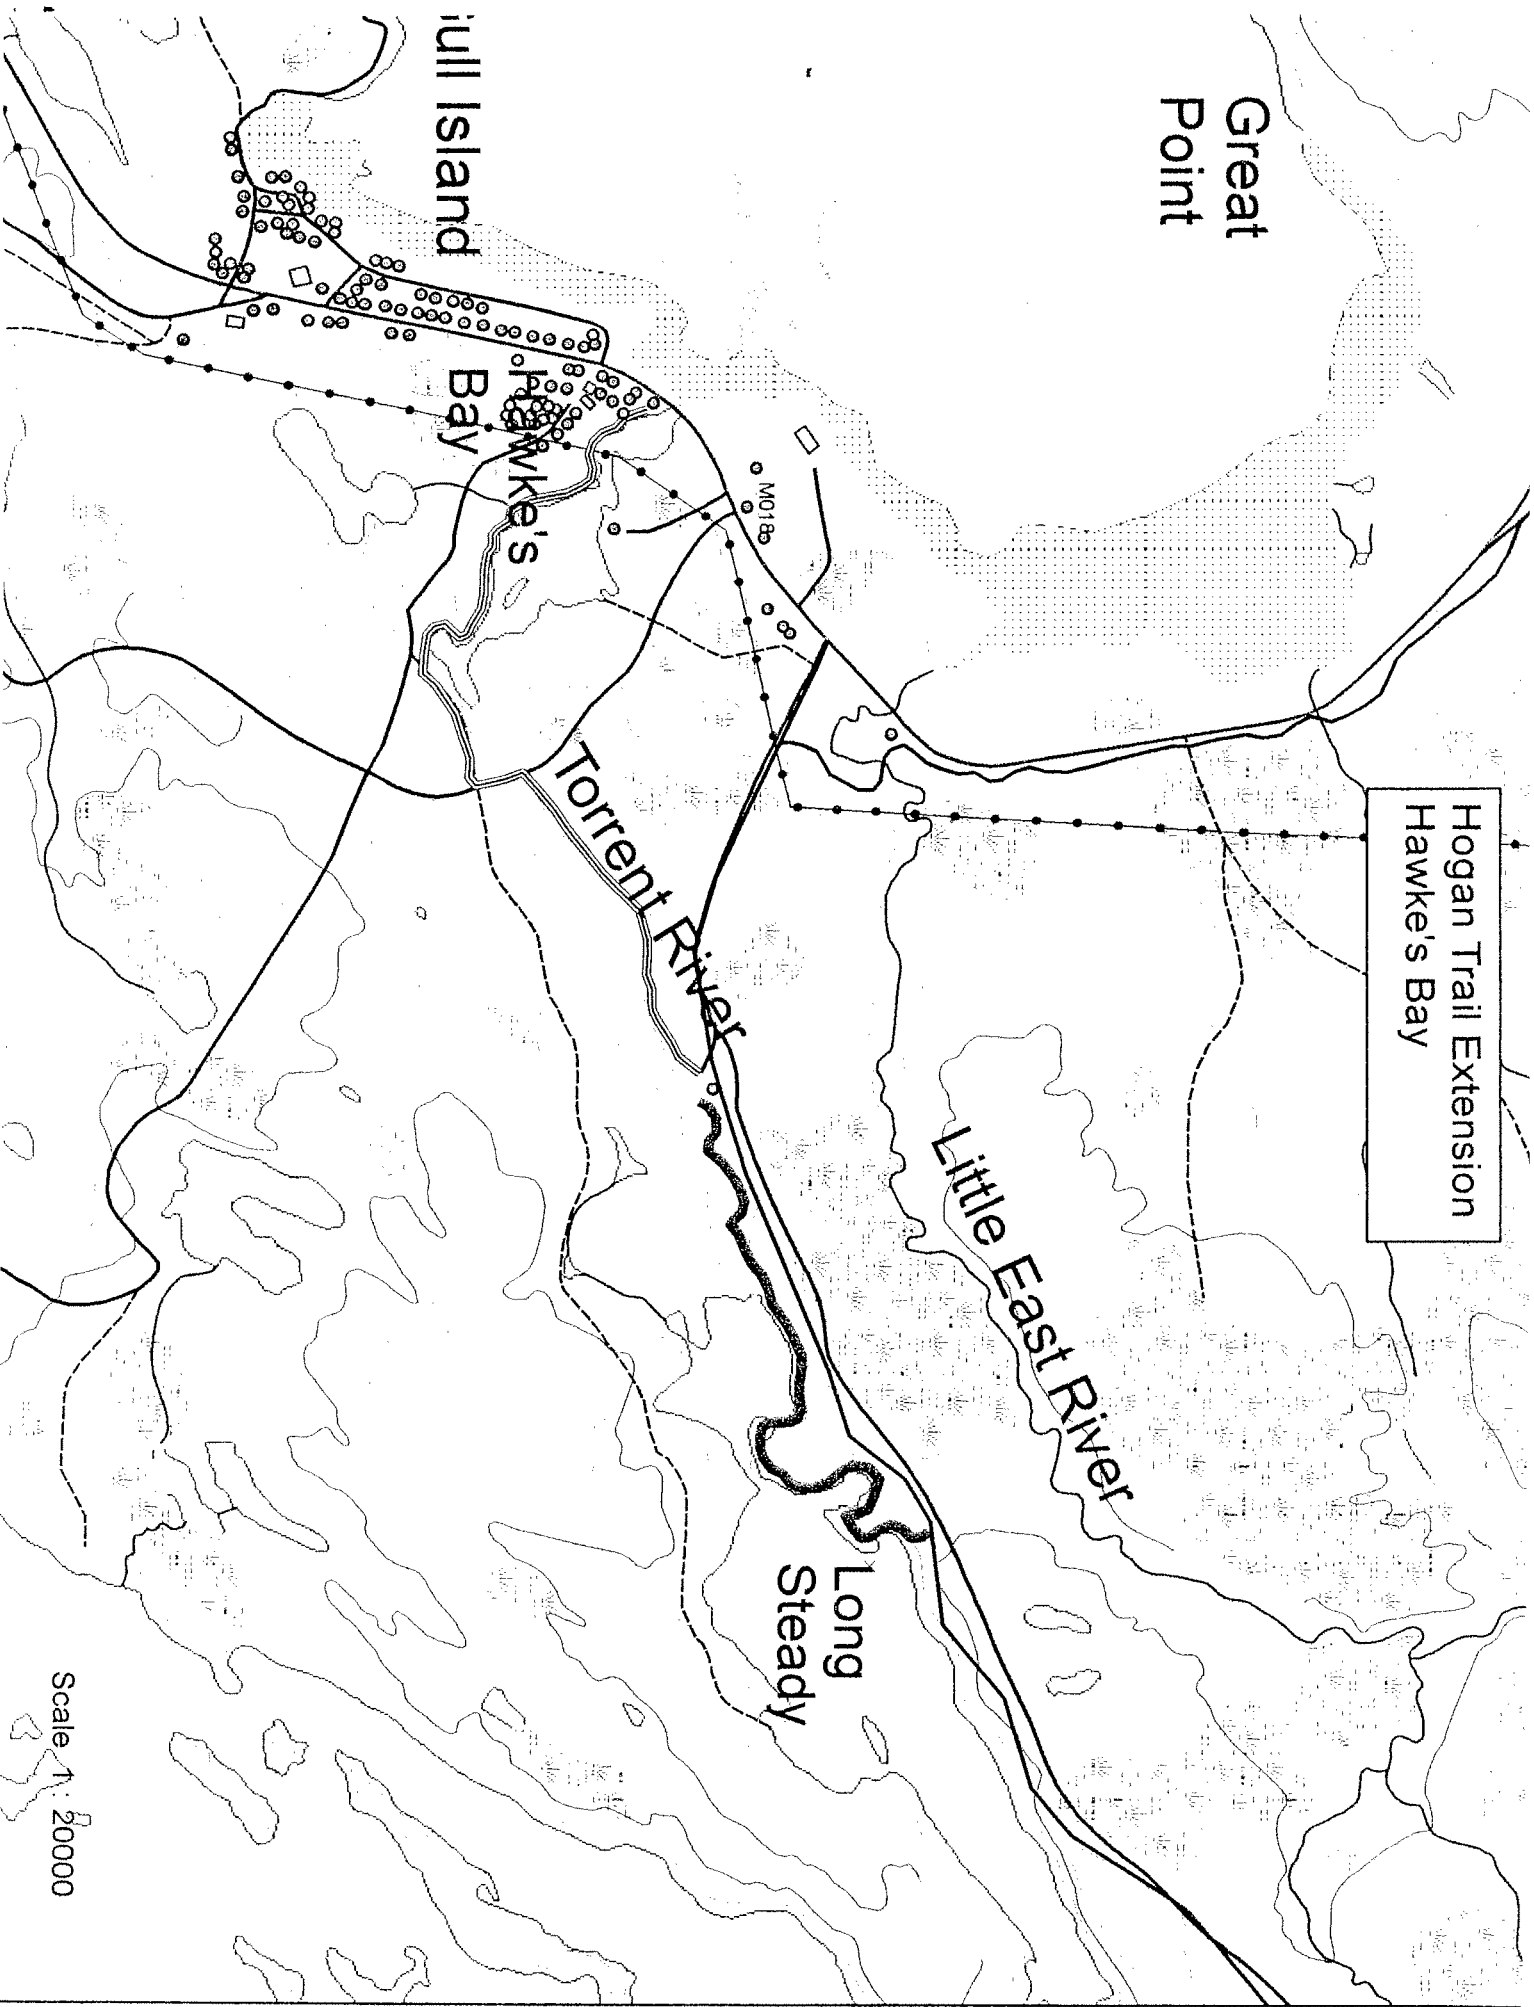 Hogan Trail Extension
Hawke's Bay
Great
Point
Little East River
M018
Torrent River
Long
Steady
ull Island
Hawke's
Bay
Scale 1 : 20000